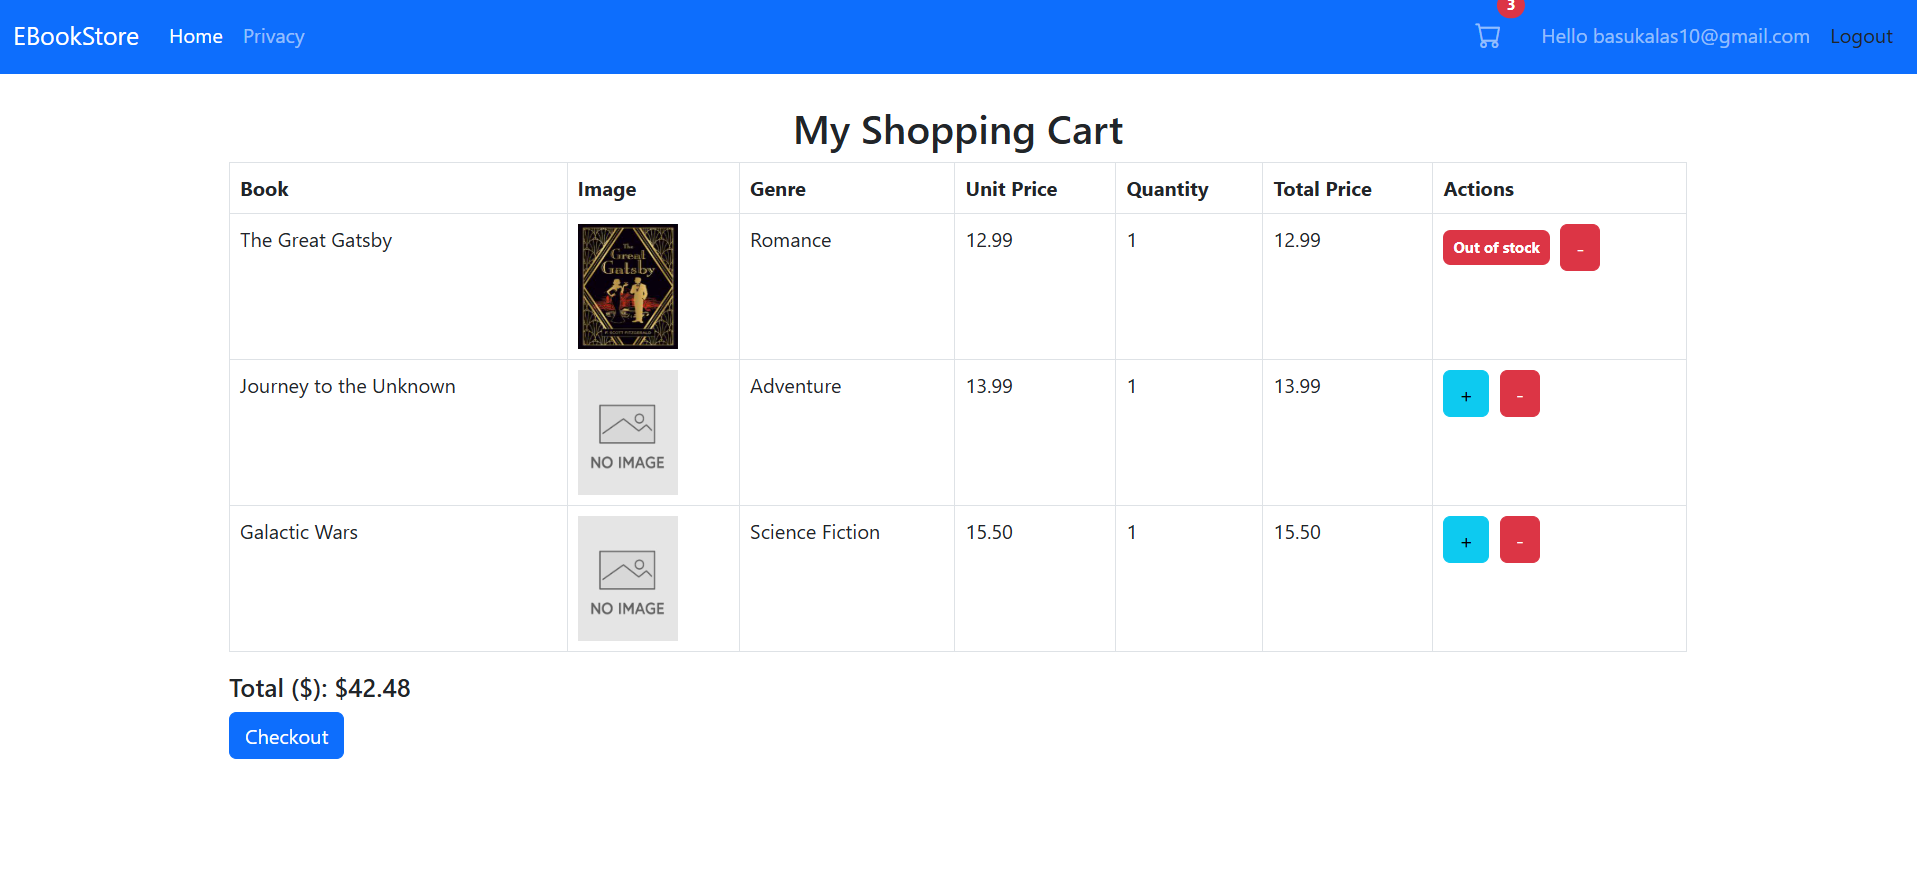 EBookStore Home Privacy 3 Hello basukalas10@gmail.com Logout
My Shopping Cart
Book Image Genre Unit Price Quantity Total Price Actions
The Great Gatsby Romance 12.99 1 12.99 Out of stock -
The
Great
Gatsby
F. SCOTT FITZGERALD
Journey to the Unknown Adventure 13.99 1 13.99 + -
NO IMAGE
Galactic Wars Science Fiction 15.50 1 15.50 + -
NO IMAGE
Total ($): $42.48
Checkout